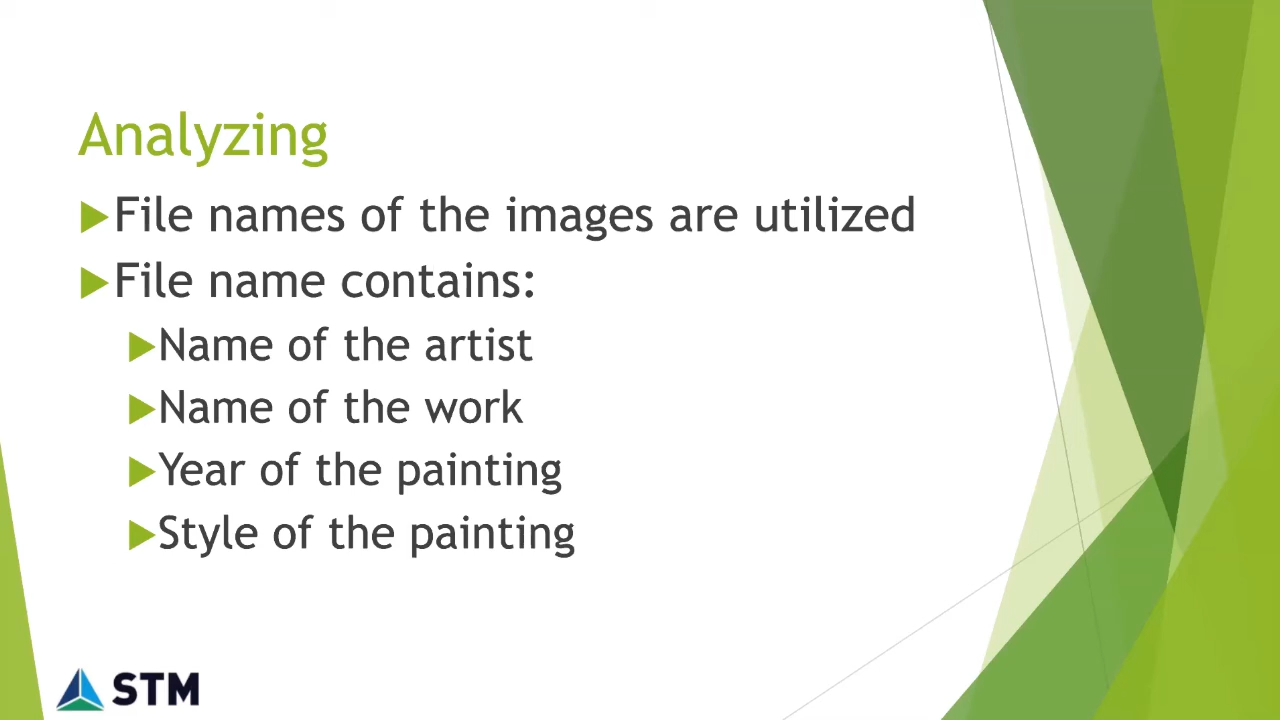 Analyzing
File names of the images are utilized
File name contains:
Name of the artist
Name of the work
Year of the painting
Style of the painting
STM